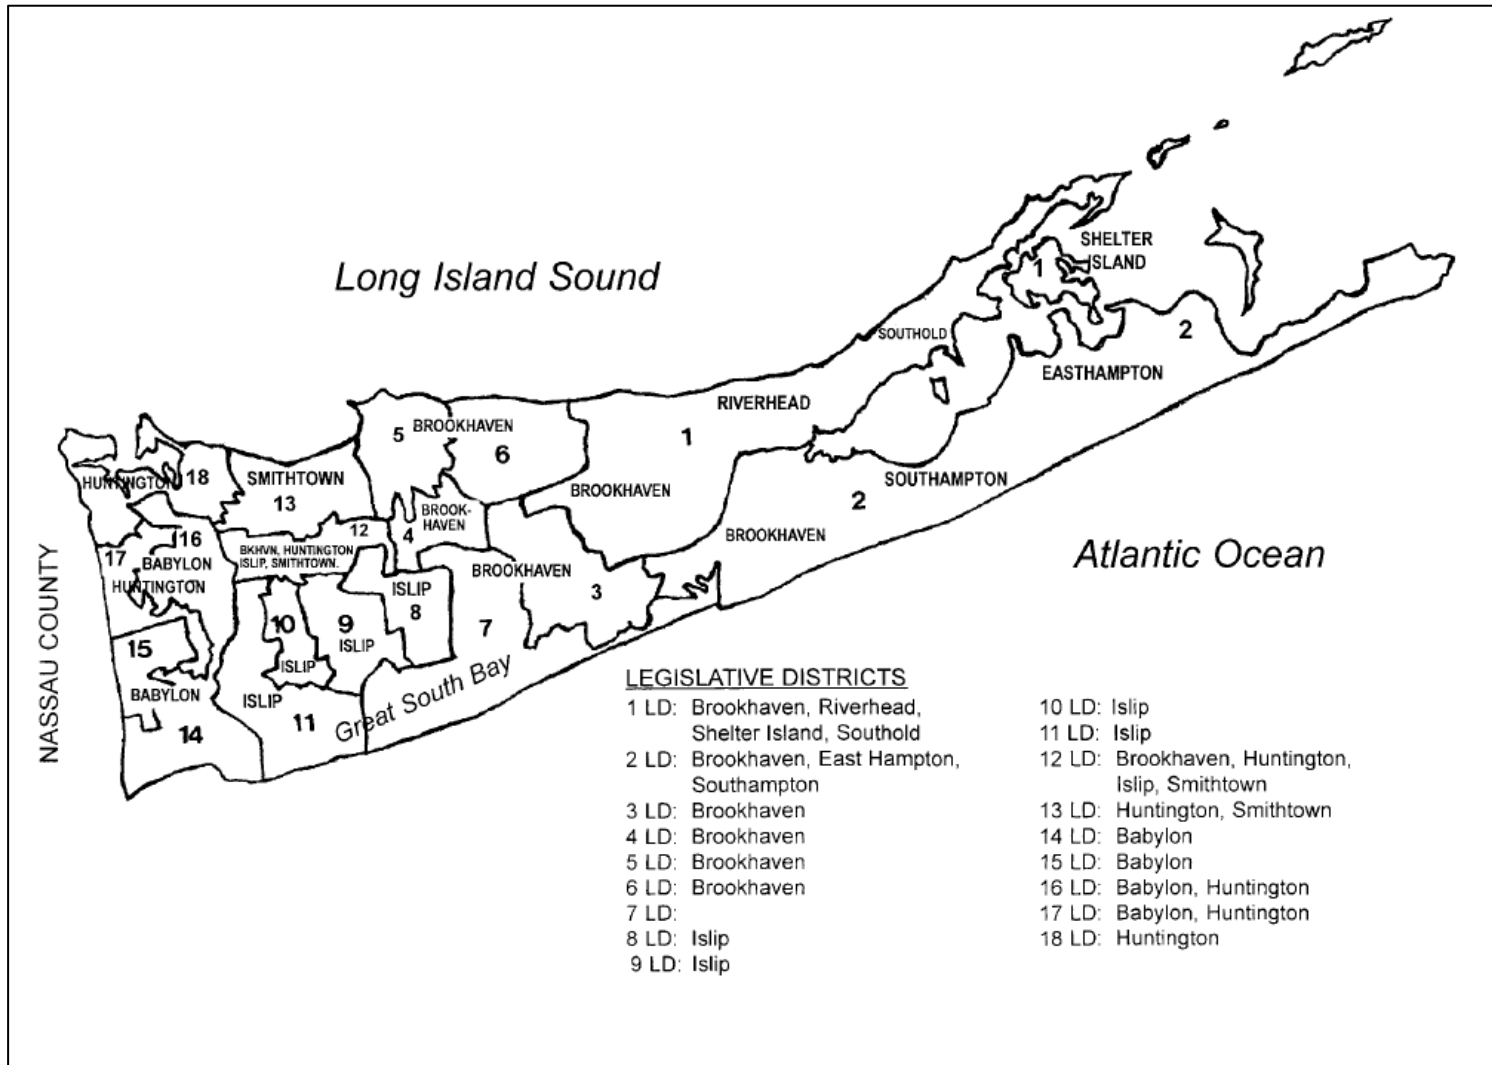 Long Island Sound
SHELTER
ISLAND
1
2
SOUTHOLD
EASTHAMPTON
RIVERHEAD
5
BROOKHAVEN
6
1
18
HUNTINGTON
SMITHTOWN
13
BROOKHAVEN
2
SOUTHAMPTON
BROOK-
HAVEN
12
4
BROOKHAVEN
16
17
BABYLON
HUNTINGTON
BKHVN, HUNTINGTON
ISLIP, SMITHTOWN.
Atlantic Ocean
BROOKHAVEN
3
ISLIP
8
NASSAU COUNTY
10
9
ISLIP
ISLIP
7
15
BABYLON
14
ISLIP
11
Great South Bay
LEGISLATIVE DISTRICTS
1 LD: Brookhaven, Riverhead,
Shelter Island, Southold
2 LD: Brookhaven, East Hampton,
Southampton
3 LD: Brookhaven
4 LD: Brookhaven
5 LD: Brookhaven
6 LD: Brookhaven
7 LD:
8 LD: Islip
9 LD: Islip
10 LD: Islip
11 LD: Islip
12 LD: Brookhaven, Huntington,
Islip, Smithtown
13 LD: Huntington, Smithtown
14 LD: Babylon
15 LD: Babylon
16 LD: Babylon, Huntington
17 LD: Babylon, Huntington
18 LD: Huntington